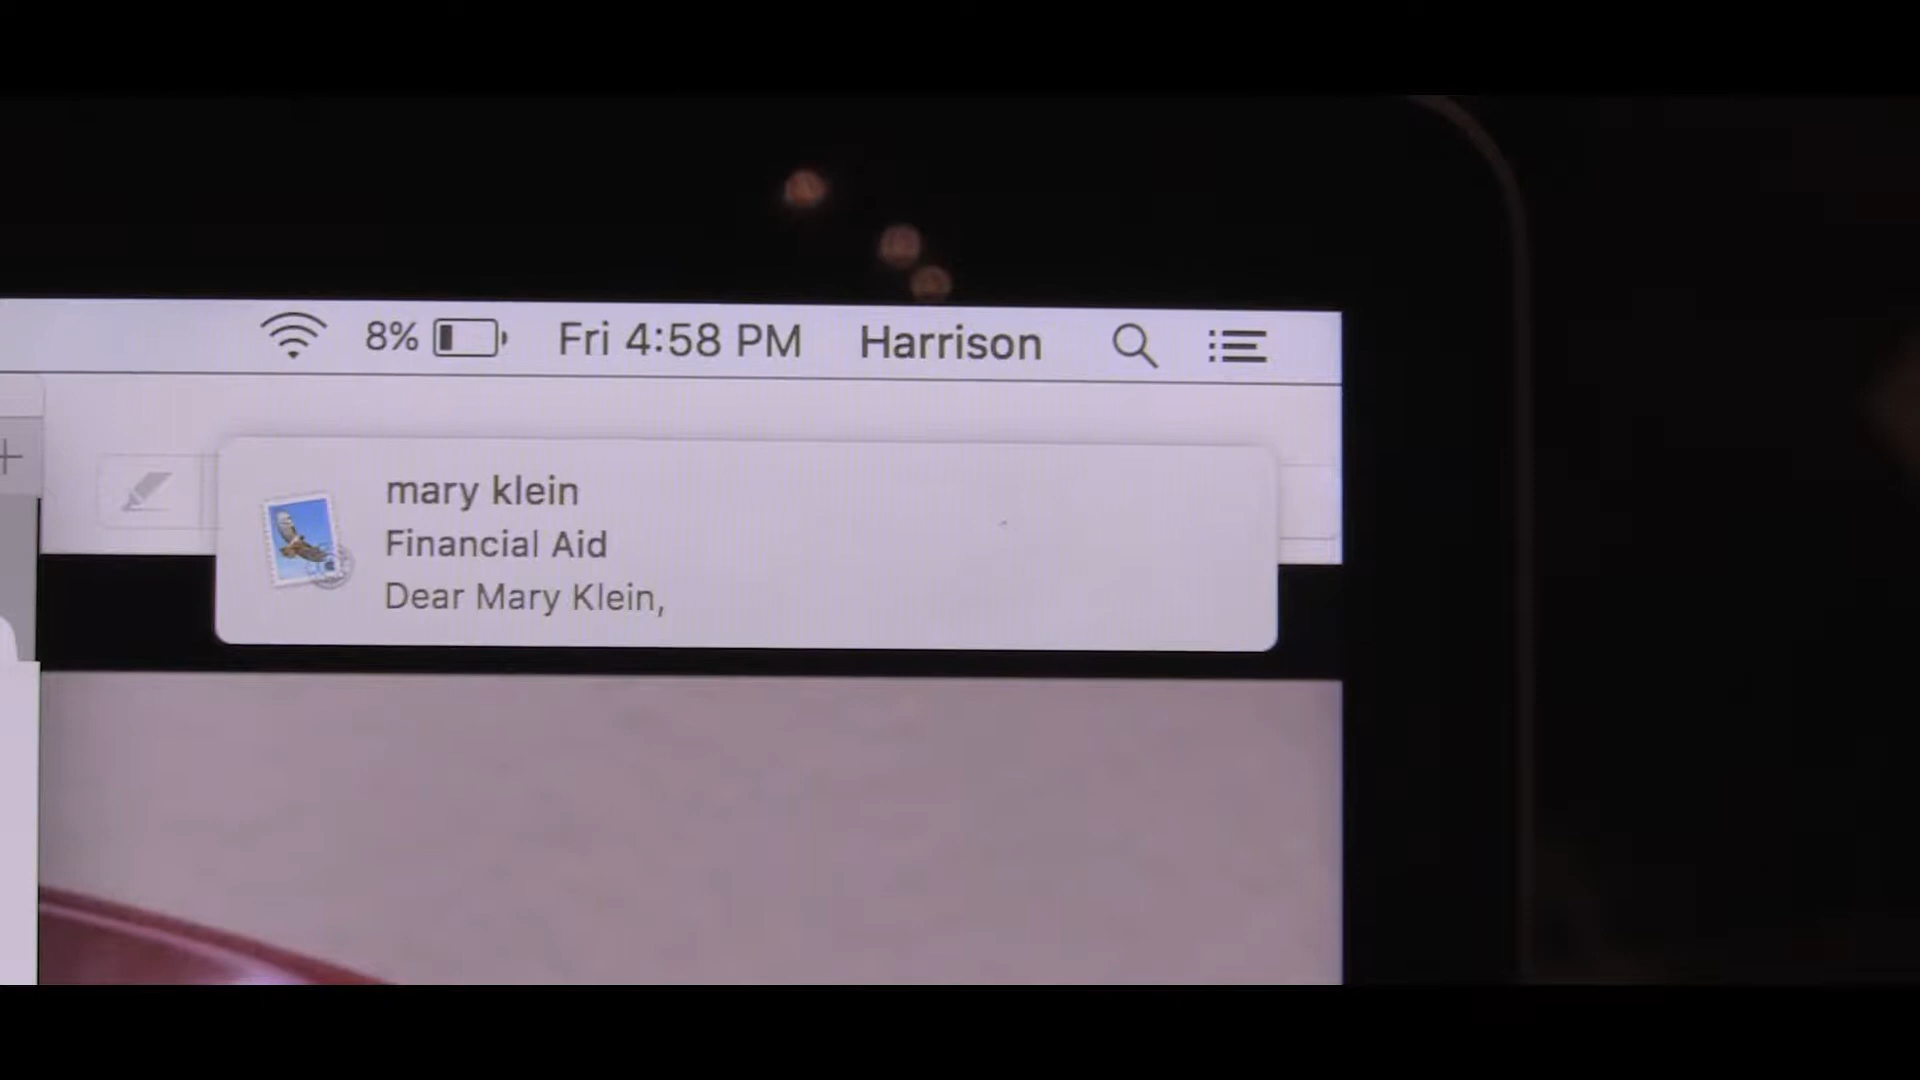 8% Fri 4:58 PM Harrison
mary klein
Financial Aid
Dear Mary Klein,